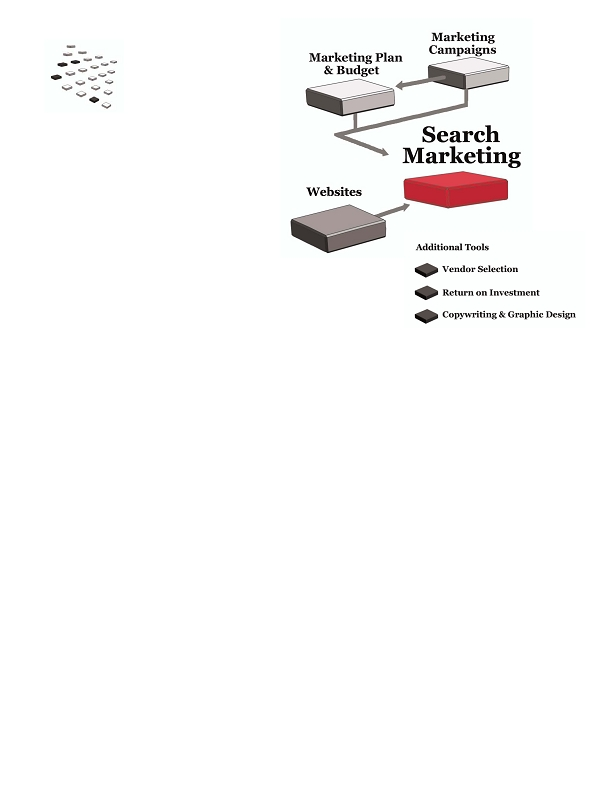 Marketing
Campaigns
Marketing Plan
& Budget
Search
Marketing
Websites
Additional Tools
Vendor Selection
Return on Investment
Copywriting & Graphic Design